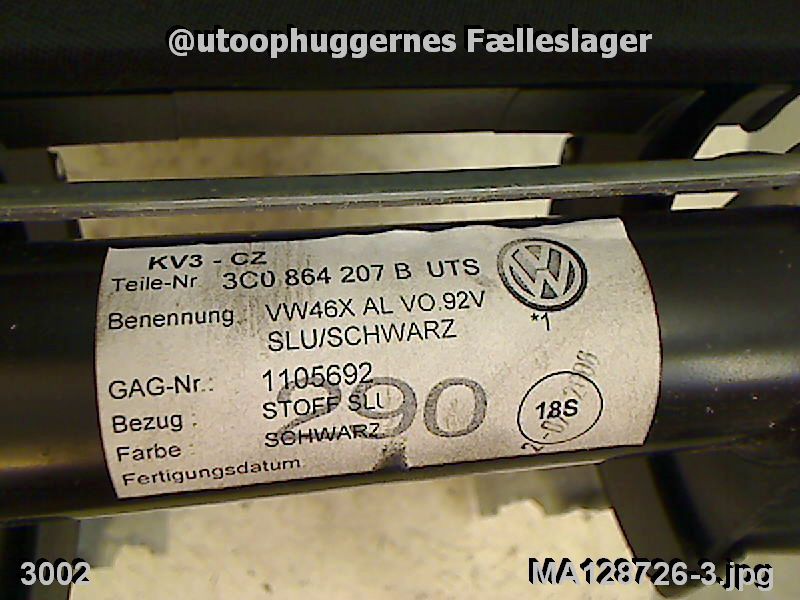 @utoophuggernes Fælleslager
KV3 - CZ
Teile-Nr. 3C0 864 207 B UTS
Benennung VW46X AL VO.92V
SLU/SCHWARZ
*1
GAG-Nr.: 1105692
290
Bezug : STOFF SLU
Farbe : SCHWARZ
18S
Fertigungsdatum
3002
MA128726-3.jpg